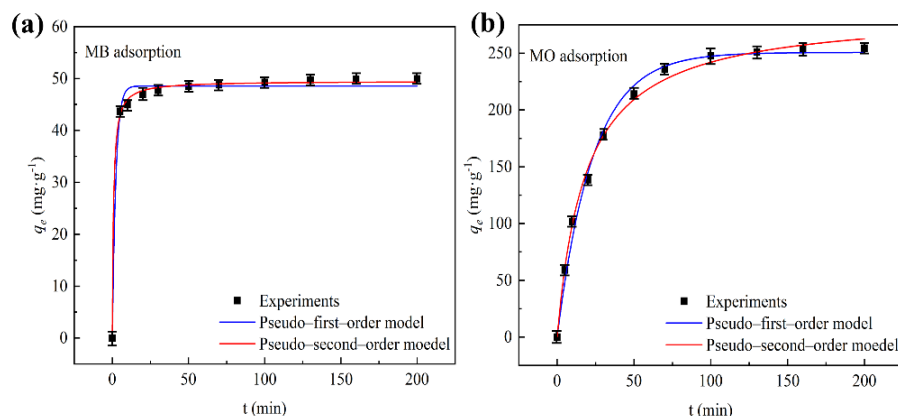 (a)
MB adsorption
60
50
40
30
20
10
0
qe (mg·g-1)
Experiments
Pseudo–first–order model
Pseudo–second–order moedel
0 50 100 150 200
t (min)
(b)
MO adsorption
250
200
150
100
50
0
qe (mg·g-1)
Experiments
Pseudo–first–order model
Pseudo–second–order moedel
0 50 100 150 200
t (min)